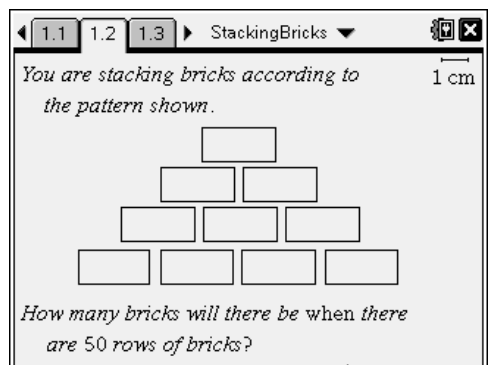 1.1 1.2 1.3 StackingBricks
You are stacking bricks according to
the pattern shown.
1 cm
How many bricks will there be when there
are 50 rows of bricks?